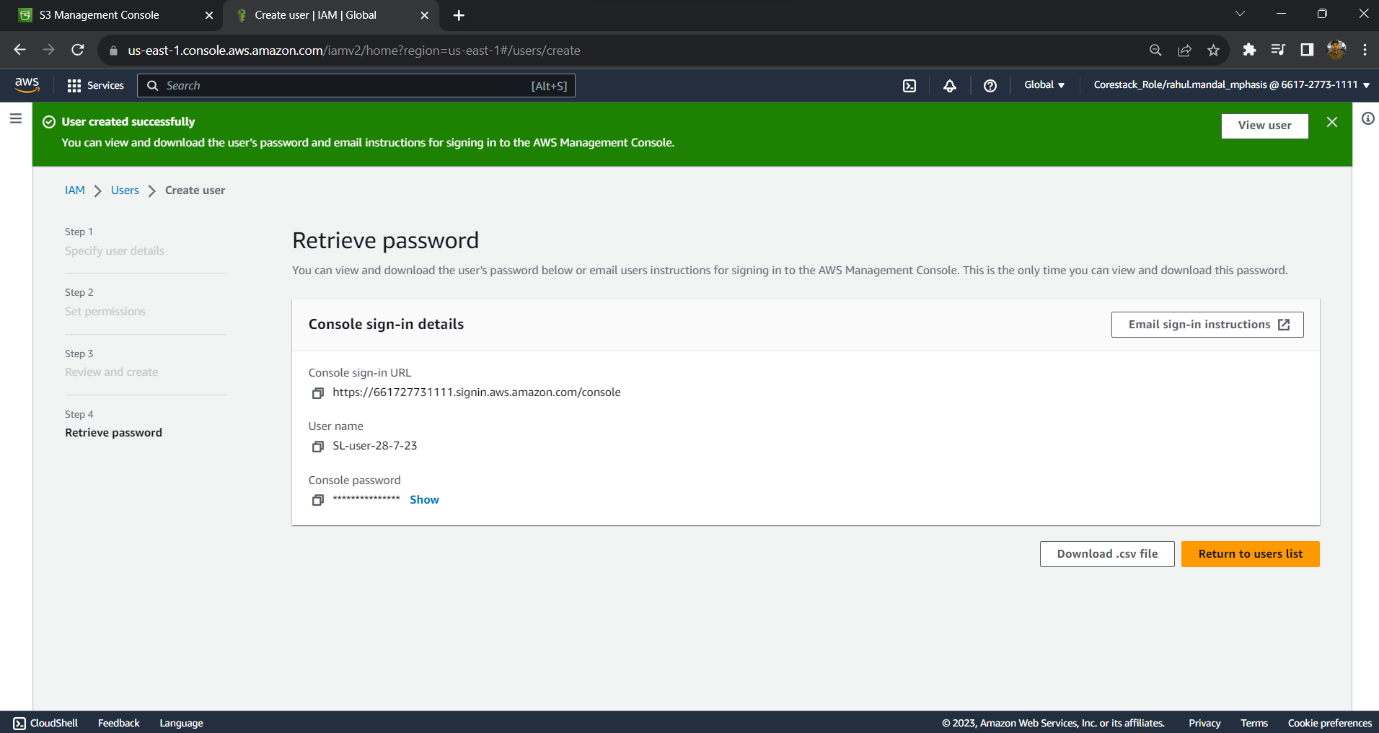 S3 Management Console
Create user | IAM | Global
us-east-1.console.aws.amazon.com/iamv2/home?region=us-east-1#/users/create
aws
Services
Search
[Alt+S]
Global
Corestack_Role/rahul.mandal_mphasis @ 6617-2773-1111
User created successfully
You can view and download the user's password and email instructions for signing in to the AWS Management Console.
View user
IAM
Users
Create user
Step 1
Specify user details
Step 2
Set permissions
Step 3
Review and create
Step 4
Retrieve password
Retrieve password
You can view and download the user's password below or email users instructions for signing in to the AWS Management Console. This is the only time you can view and download this password.
Console sign-in details
Email sign-in instructions
Console sign-in URL
https://661727731111.signin.aws.amazon.com/console
User name
SL-user-28-7-23
Console password
*************** Show
Download .csv file
Return to users list
CloudShell
Feedback
Language
© 2023, Amazon Web Services, Inc. or its affiliates.
Privacy
Terms
Cookie preferences